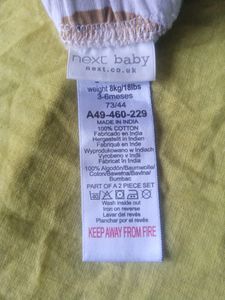 next baby
next.co.uk
weight 8kg/18lbs
3-6meses
73/44
A49-460-229
MADE IN INDIA
100% COTTON
Fabricado en India
Hergestellt in Indien
Fabriqué en Inde
Wyprodukowano w Indiach
Vyrobeno v Indii
Fabricat in India
100% Algodón/Baumwolle/
Coton/Bawełna/Bavlna/
Bumbac
PART OF A 2 PIECE SET
Wash inside out
Iron on reverse
Lavar del revés
Planchar por el revés
KEEP AWAY FROM FIRE